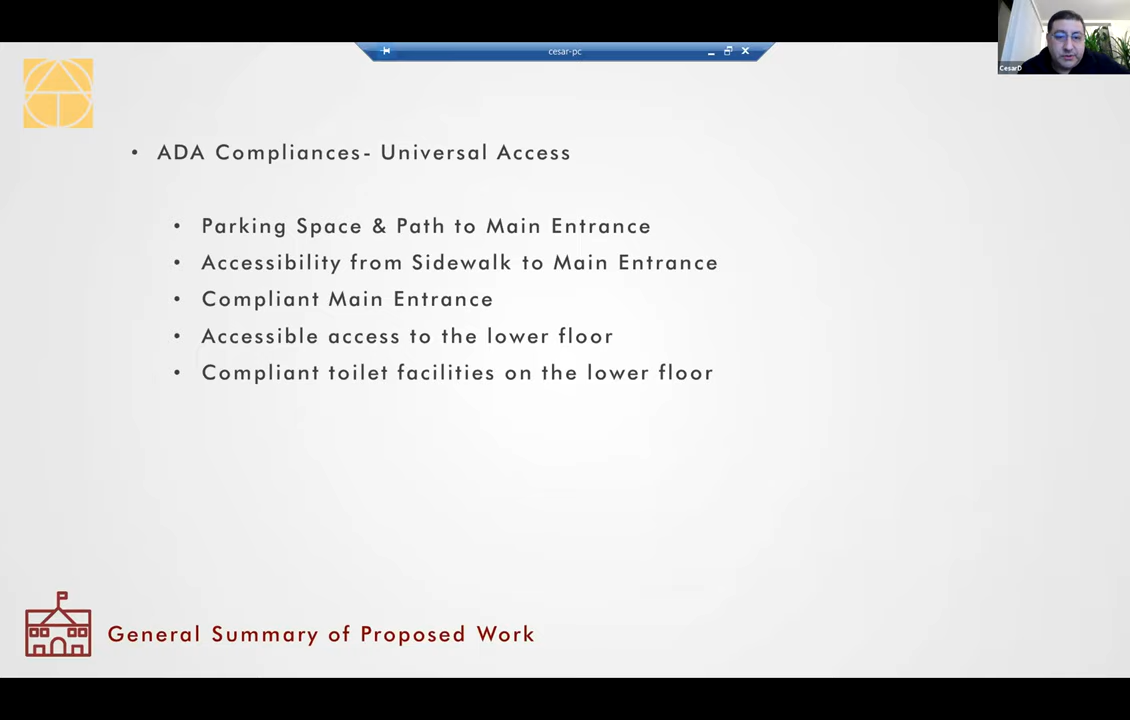 cesar-pc
CesarD
ADA Compliances- Universal Access
Parking Space & Path to Main Entrance
Accessibility from Sidewalk to Main Entrance
Compliant Main Entrance
Accessible access to the lower floor
Compliant toilet facilities on the lower floor
General Summary of Proposed Work